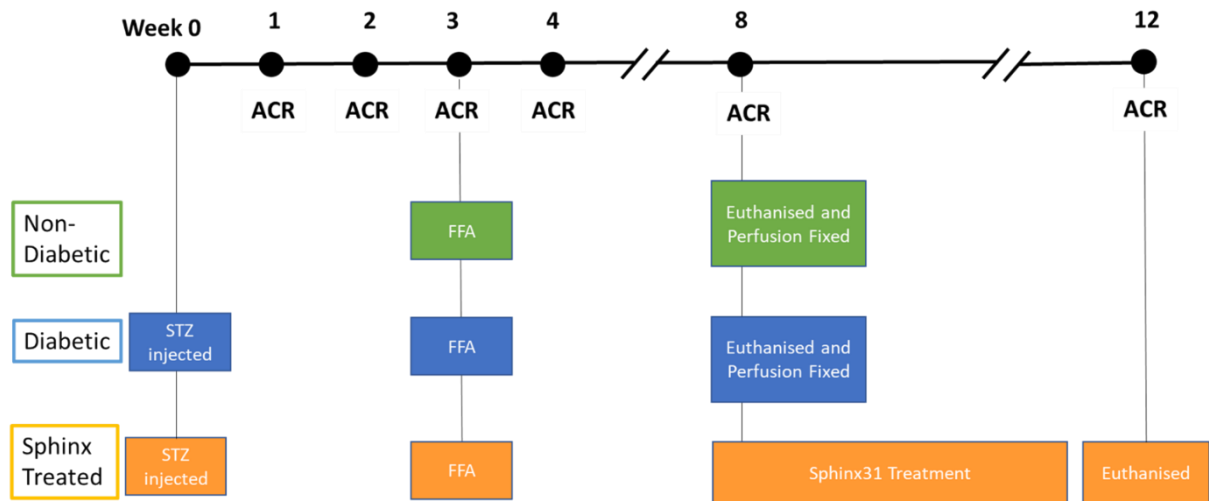 Week 0 1 2 3 4 8 12
ACR ACR ACR ACR ACR ACR
Non-
Diabetic
FFA
Euthanised and
Perfusion Fixed
Diabetic
STZ
injected
FFA
Euthanised and
Perfusion Fixed
Sphinx
Treated
STZ
injected
FFA
Sphinx31 Treatment
Euthanised